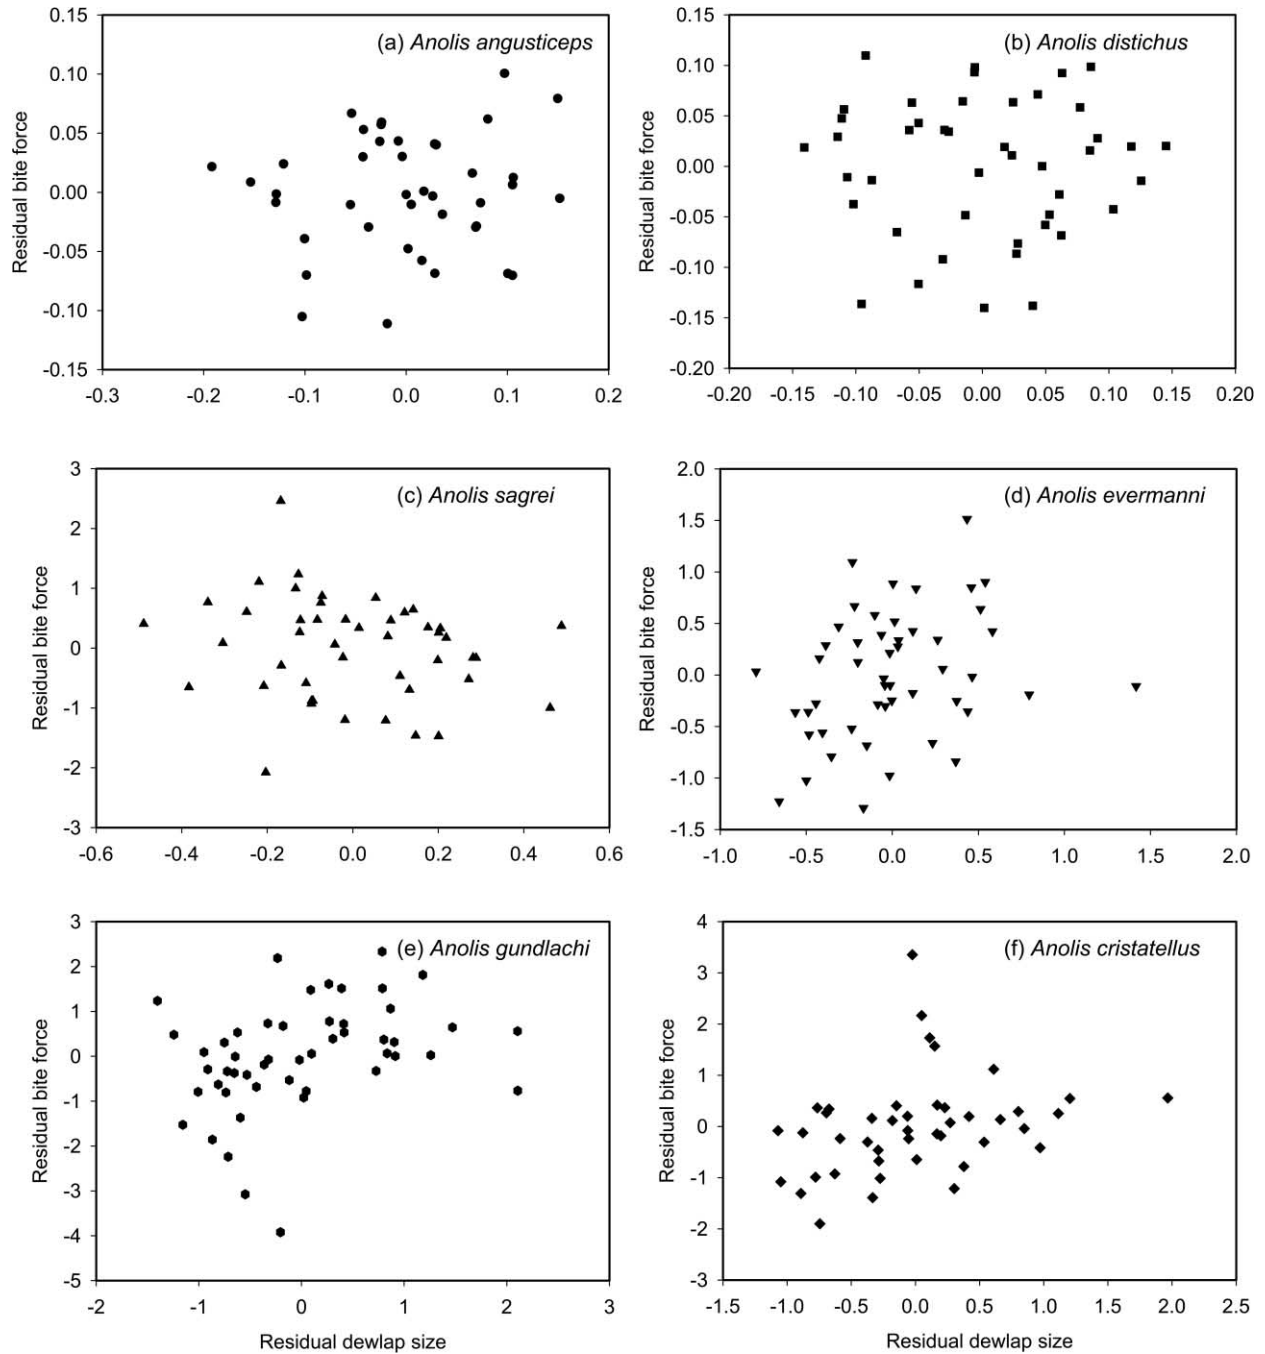 (a) Anolis angusticeps
Residual bite force
0.15
0.10
0.05
0.00
-0.05
-0.10
-0.15
-0.3 -0.2 -0.1 0.0 0.1 0.2
(b) Anolis distichus
Residual bite force
0.15
0.10
0.05
0.00
-0.05
-0.10
-0.15
-0.20
-0.20 -0.15 -0.10 -0.05 0.00 0.05 0.10 0.15 0.20
(c) Anolis sagrei
Residual bite force
3
2
1
0
-1
-2
-3
-0.6 -0.4 -0.2 0.0 0.2 0.4 0.6
(d) Anolis evermanni
Residual bite force
2.0
1.5
1.0
0.5
0.0
-0.5
-1.0
-1.5
-1.0 -0.5 0.0 0.5 1.0 1.5 2.0
(e) Anolis gundlachi
Residual bite force
3
2
1
0
-1
-2
-3
-4
-5
-2 -1 0 1 2 3
Residual dewlap size
(f) Anolis cristatellus
Residual bite force
4
3
2
1
0
-1
-2
-3
-1.5 -1.0 -0.5 0.0 0.5 1.0 1.5 2.0 2.5
Residual dewlap size